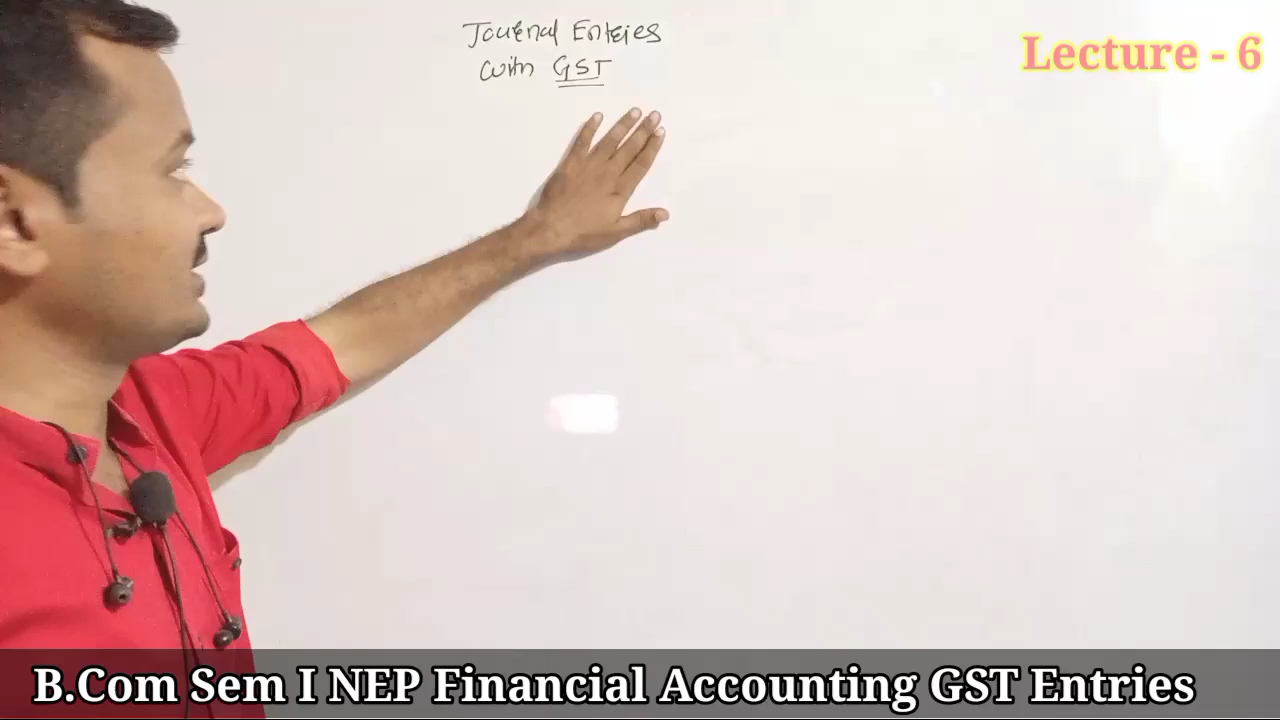 Journal Entries
with GST
Lecture - 6
B.Com Sem I NEP Financial Accounting GST Entries